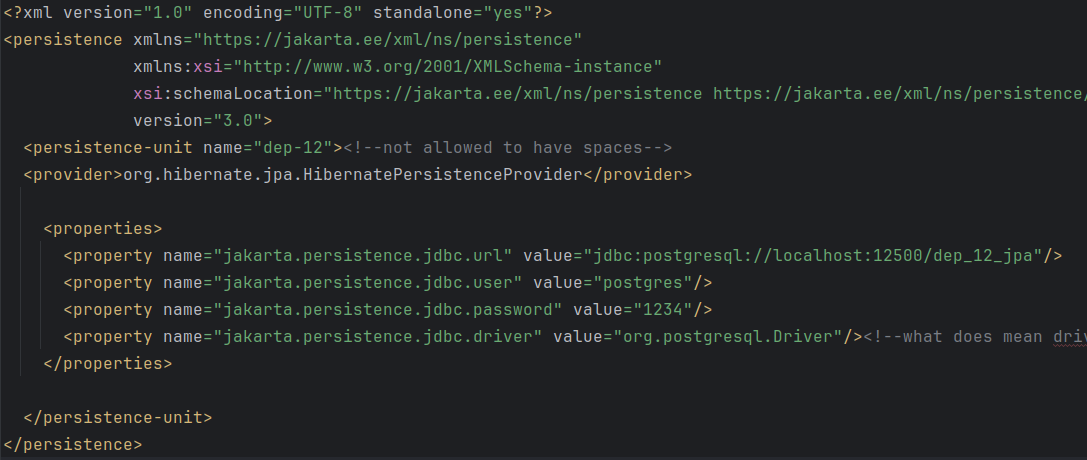 <?xml version="1.0" encoding="UTF-8" standalone="yes"?>
<persistence xmlns="https://jakarta.ee/xml/ns/persistence"
xmlns:xsi="http://www.w3.org/2001/XMLSchema-instance"
xsi:schemaLocation="https://jakarta.ee/xml/ns/persistence https://jakarta.ee/xml/ns/persistence/
version="3.0">
<persistence-unit name="dep-12"><!--not allowed to have spaces-->
<provider>org.hibernate.jpa.HibernatePersistenceProvider</provider>
<properties>
<property name="jakarta.persistence.jdbc.url" value="jdbc:postgresql://localhost:12500/dep_12_jpa"/>
<property name="jakarta.persistence.jdbc.user" value="postgres"/>
<property name="jakarta.persistence.jdbc.password" value="1234"/>
<property name="jakarta.persistence.jdbc.driver" value="org.postgresql.Driver"/><!--what does mean
</properties>
</persistence-unit>
</persistence>